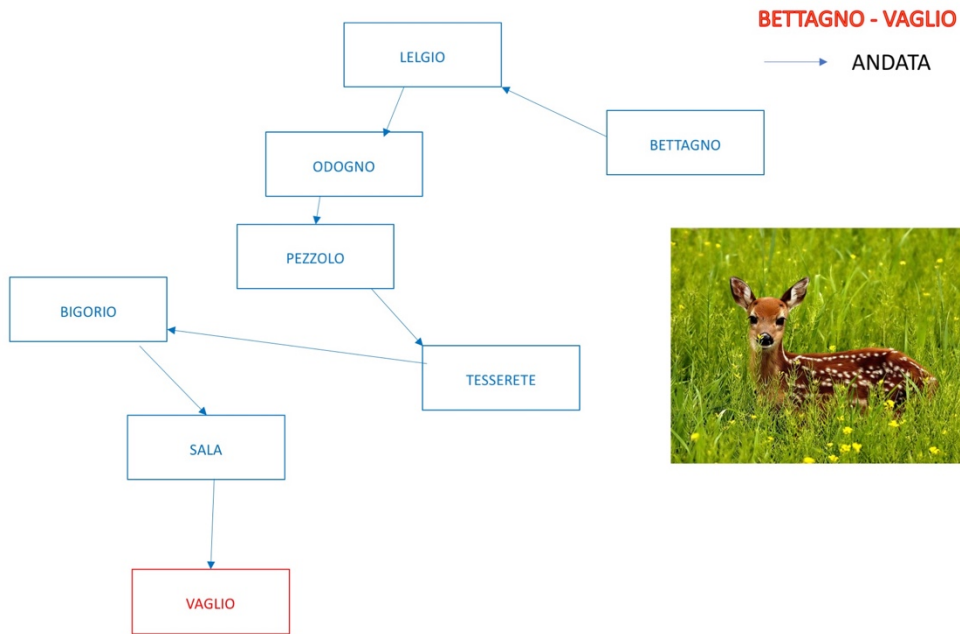 BETTAGNO - VAGLIO
ANDATA
LELGIO
BETTAGNO
ODOGNO
PEZZOLO
BIGORIO
TESSERETE
SALA
VAGLIO